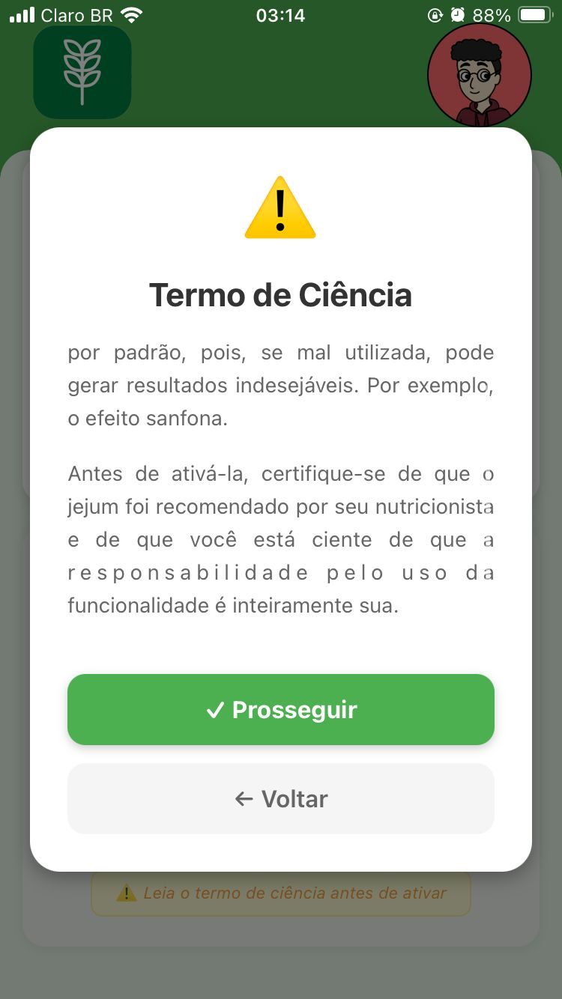 Claro BR 03:14 88%
Termo de Ciência
por padrão, pois, se mal utilizada, pode
gerar resultados indesejáveis. Por exemplo,
o efeito sanfona.
Antes de ativá-la, certifique-se de que o
jejum foi recomendado por seu nutricionista
e de que você está ciente de que a
responsabilidade pelo uso da
funcionalidade é inteiramente sua.
✓ Prosseguir
← Voltar
⚠️ Leia o termo de ciência antes de ativar